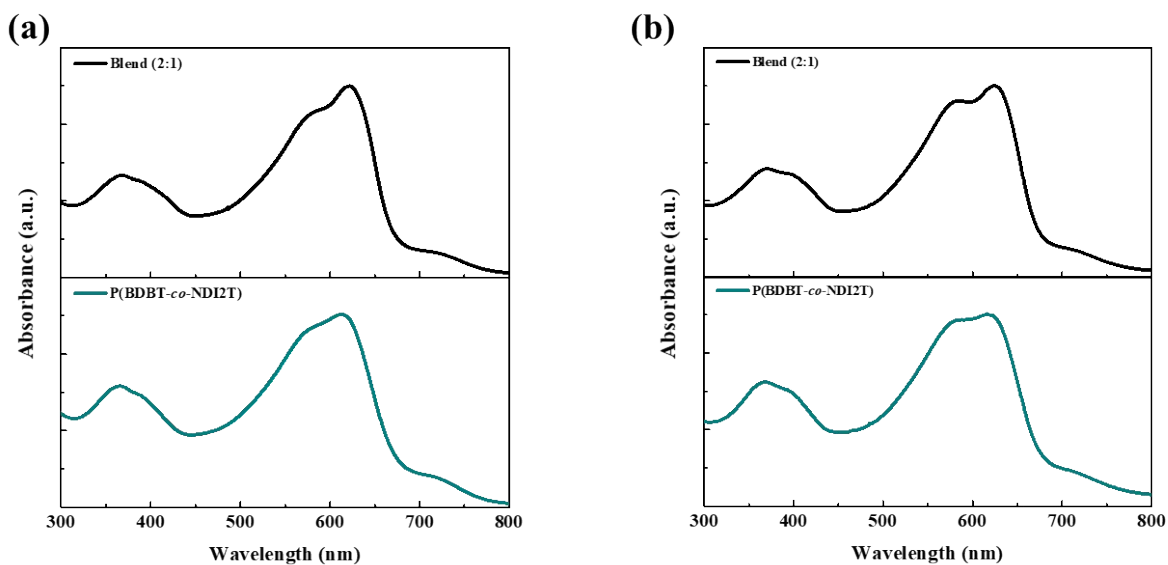 (a)
Blend (2:1)
P(BDBT-co-NDI2T)
Absorbance (a.u.)
300 400 500 600 700 800
Wavelength (nm)
(b)
Blend (2:1)
P(BDBT-co-NDI2T)
Absorbance (a.u.)
300 400 500 600 700 800
Wavelength (nm)